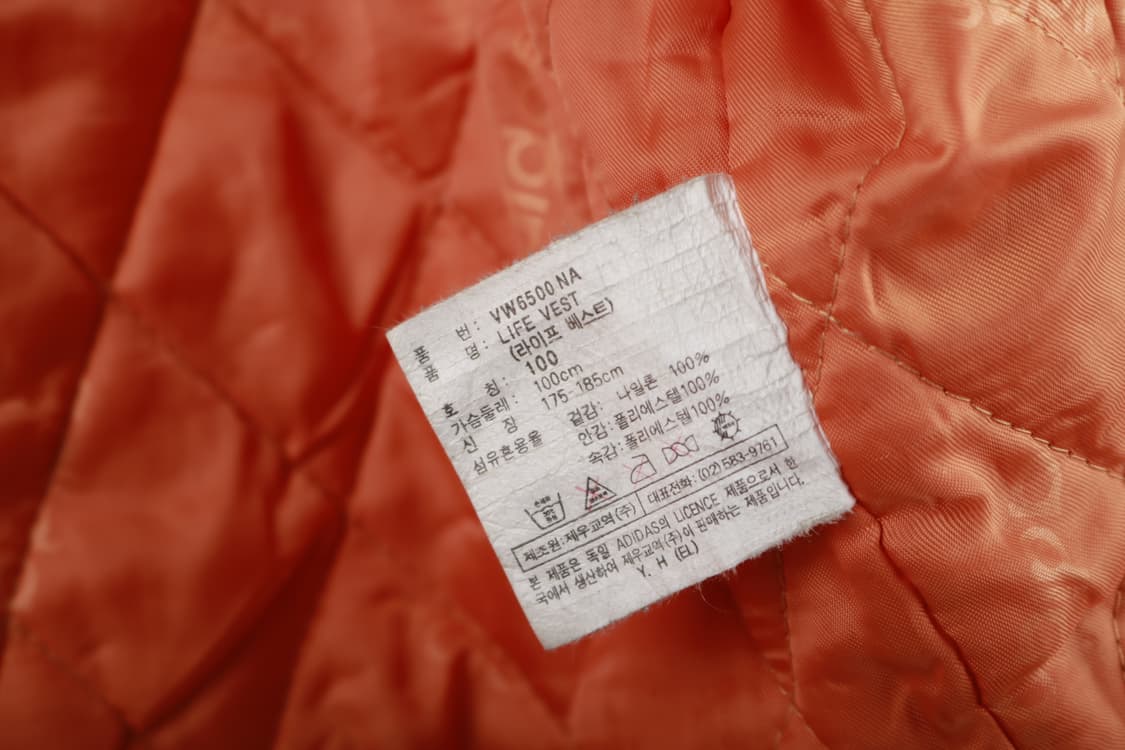 품 번: VW6500 NA
품 명: LIFE VEST
(라이프 베스트)
호 칭: 100
가슴둘레: 100cm
신 장 175-185cm
섬유혼용율 겉감: 나일론 100%
안감: 폴리에스텔100%
속감: 폴리에스텔100%
제조원: 제우교역(주) 대표전화: (02) 583-9761
본 제품은 독일 ADIDAS의 LICENCE 제품으로서 한
국에서 생산하여 제우교역(주)이 판매하는 제품입니다.
Y. H (EL)